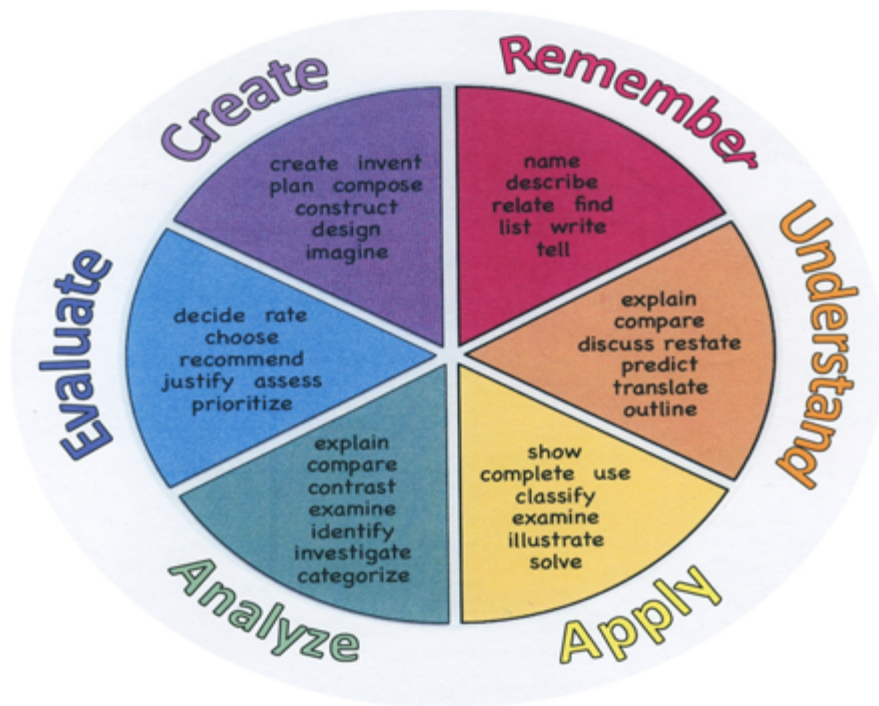 Remember
name
describe
relate find
list write
tell
Understand
explain
compare
discuss restate
predict
translate
outline
Apply
show
complete use
classify
examine
illustrate
solve
Analyze
explain
compare
contrast
examine
identify
investigate
categorize
Evaluate
decide rate
choose
recommend
justify assess
prioritize
Create
create invent
plan compose
construct
design
imagine